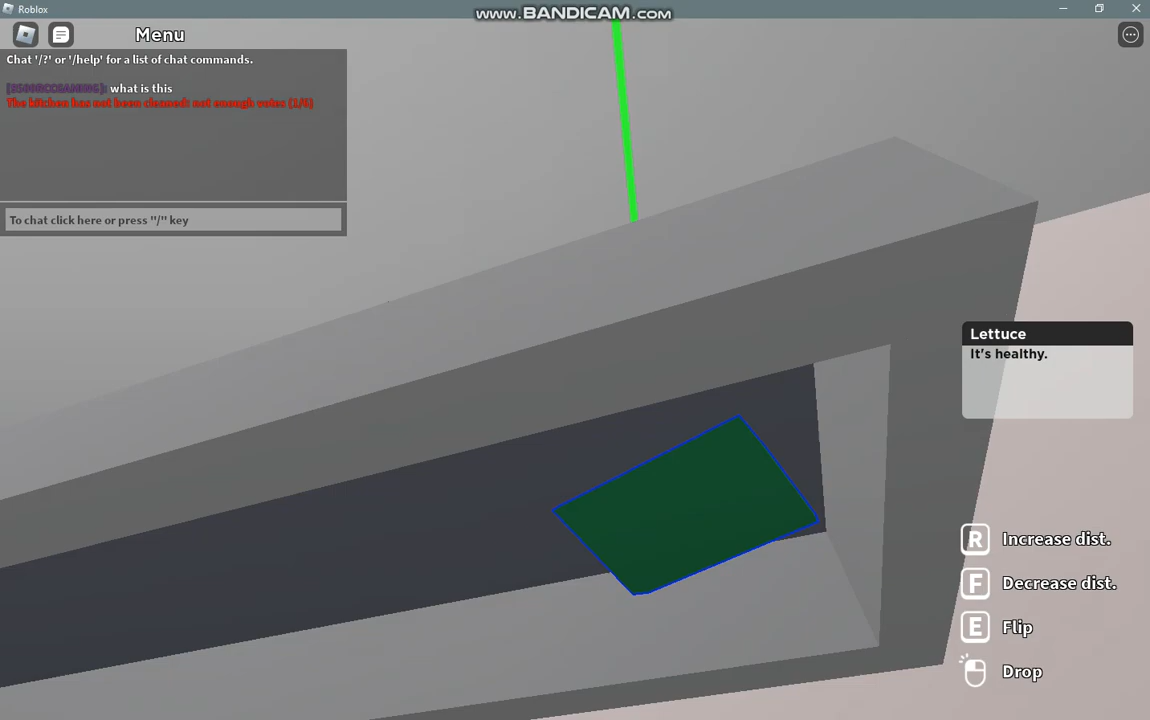 Roblox
www.BANDICAM.com
Menu
Chat '/?' or '/help' for a list of chat commands.
what is this
The kitchen has not been cleaned: not enough votes
To chat click here or press "/" key
Lettuce
It's healthy.
R Increase dist.
F Decrease dist.
E Flip
Drop